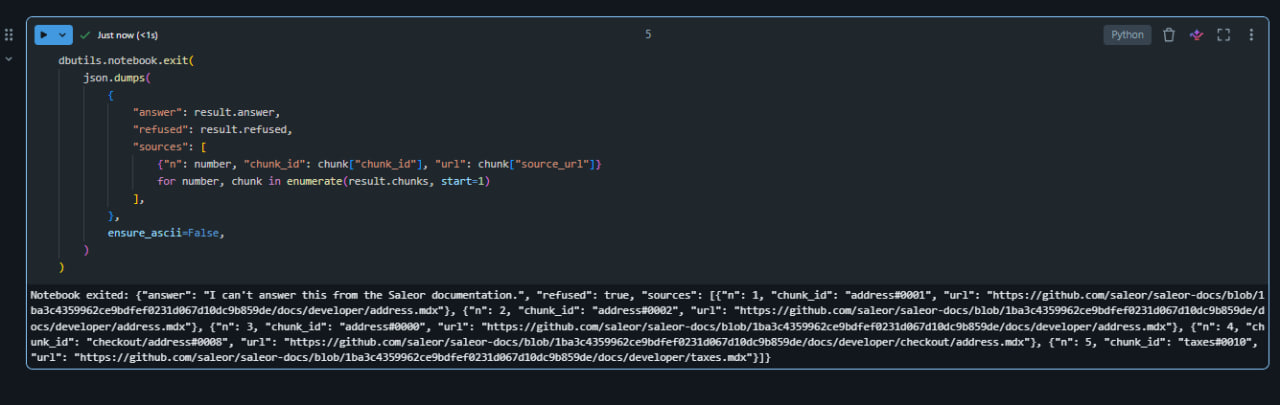 Just now (<1s)
5
Python
dbutils.notebook.exit(
    json.dumps(
        {
            "answer": result.answer,
            "refused": result.refused,
            "sources": [
                {"n": number, "chunk_id": chunk["chunk_id"], "url": chunk["source_url"]}
                for number, chunk in enumerate(result.chunks, start=1)
            ],
        },
        ensure_ascii=False,
    )
)
Notebook exited: {"answer": "I can't answer this from the Saleor documentation.", "refused": true, "sources": [{"n": 1, "chunk_id": "address#0001", "url": "https://github.com/saleor/saleor-docs/blob/1
ba3c4359962ce9bdfef0231d067d10dc9b859de/docs/developer/address.mdx"}, {"n": 2, "chunk_id": "address#0002", "url": "https://github.com/saleor/saleor-docs/blob/1ba3c4359962ce9bdfef0231d067d10dc9b859de/d
ocs/developer/address.mdx"}, {"n": 3, "chunk_id": "address#0000", "url": "https://github.com/saleor/saleor-docs/blob/1ba3c4359962ce9bdfef0231d067d10dc9b859de/docs/developer/address.mdx"}, {"n": 4, "ch
unk_id": "checkout/address#0008", "url": "https://github.com/saleor/saleor-docs/blob/1ba3c4359962ce9bdfef0231d067d10dc9b859de/docs/developer/checkout/address.mdx"}, {"n": 5, "chunk_id": "taxes#0010",
"url": "https://github.com/saleor/saleor-docs/blob/1ba3c4359962ce9bdfef0231d067d10dc9b859de/docs/developer/taxes.mdx"}]}